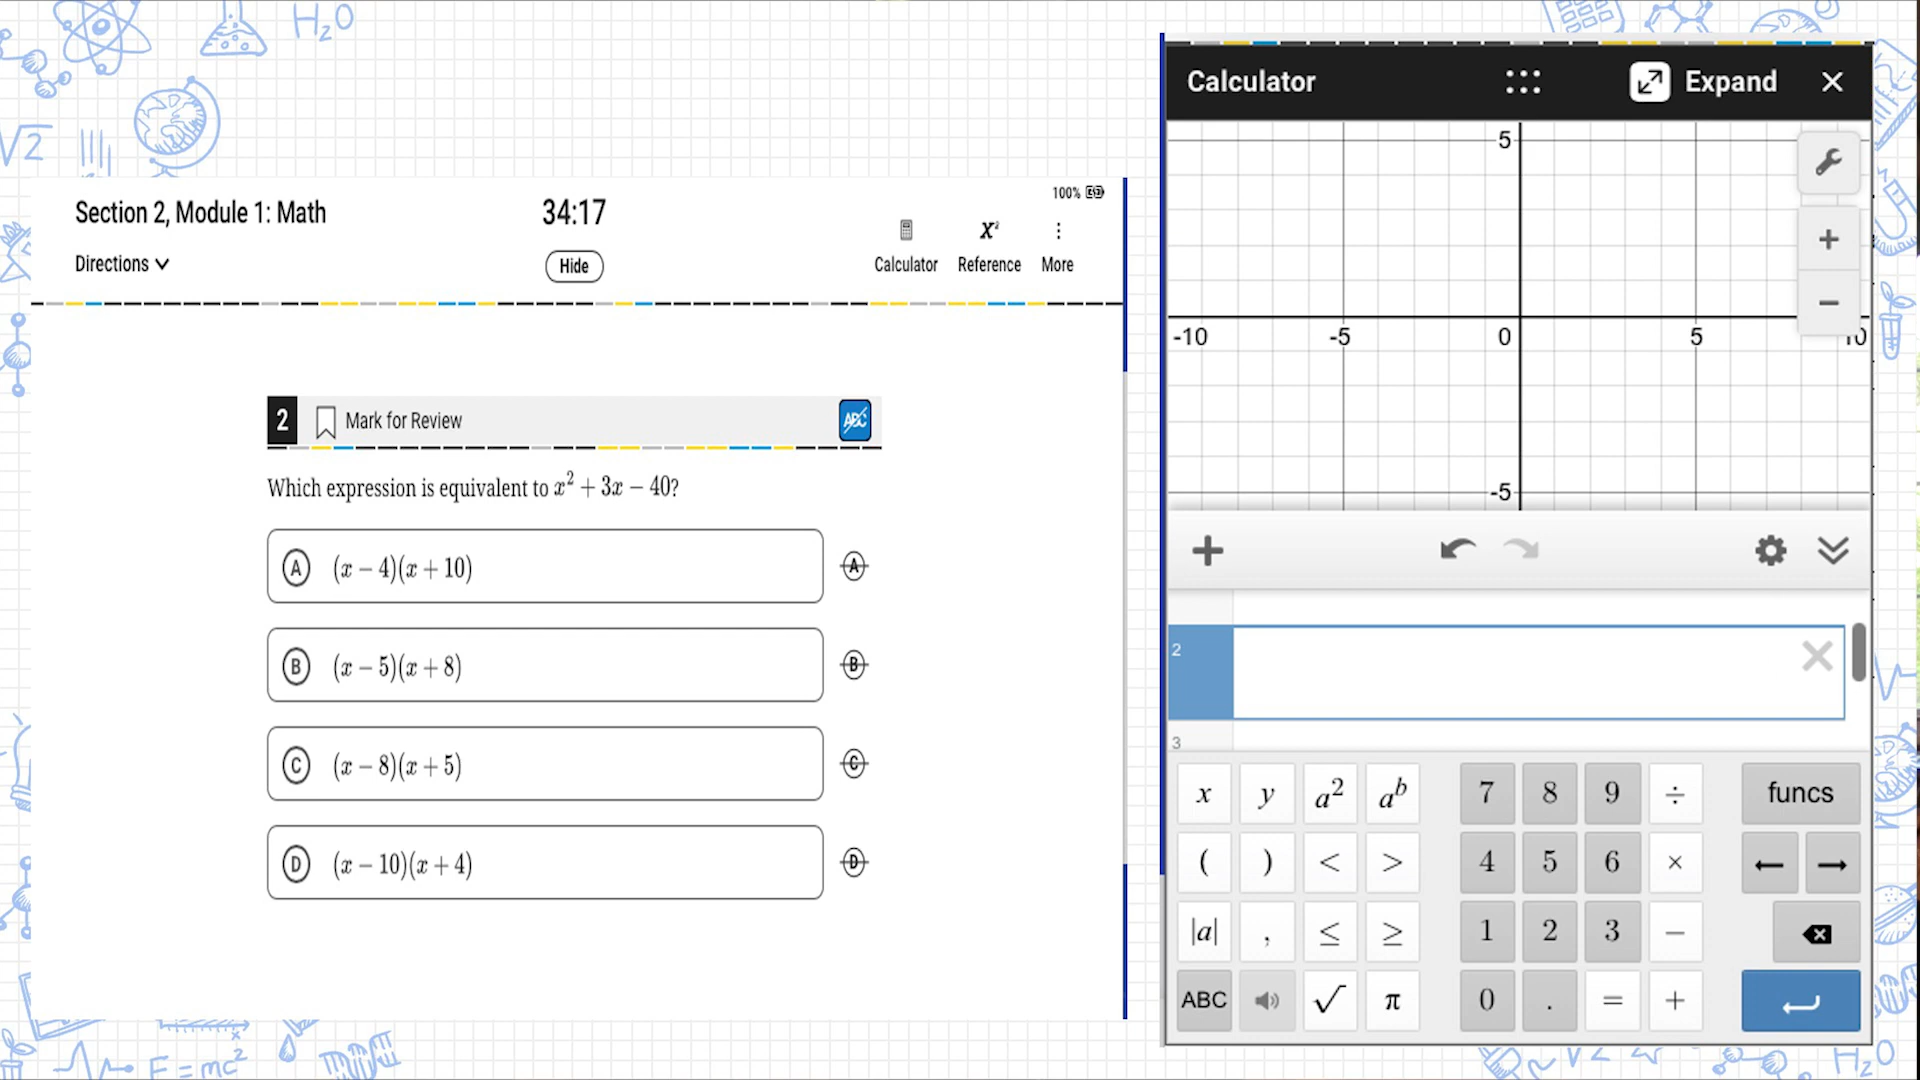 H₂O
√2
Section 2, Module 1: Math
34:17
100%
Directions
Hide
Calculator
Reference
More
2
Mark for Review
ABC
Which expression is equivalent to x² + 3x − 40?
A (x − 4)(x + 10) A
B (x − 5)(x + 8) B
C (x − 8)(x + 5) C
D (x − 10)(x + 4) D
F=mc²
Calculator
Expand
5
-10 -5 0 5 10
-5
2
3
x y a² aᵇ 7 8 9 ÷ funcs
( ) < > 4 5 6 × ← →
|a| , ≤ ≥ 1 2 3 −
ABC √ π 0 . = +
√2
H₂O